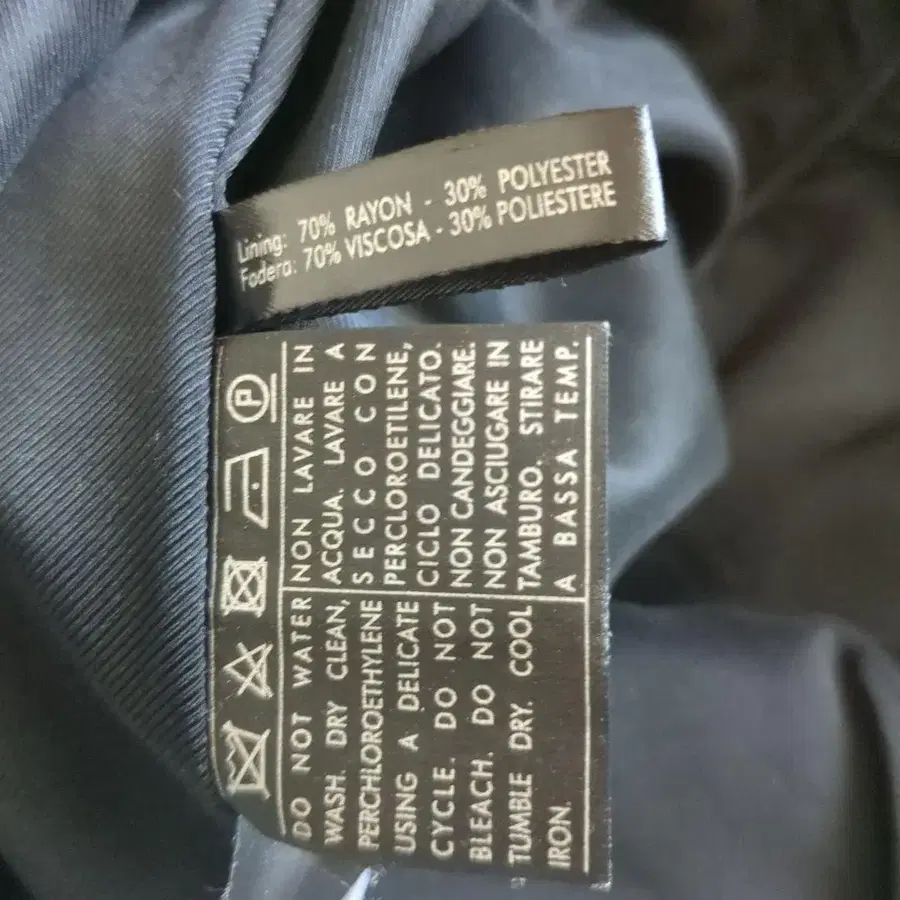 Lining: 70% RAYON - 30% POLYESTER
Fodera: 70% VISCOSA - 30% POLIESTERE
P
DO NOT WATER
WASH. DRY CLEAN,
PERCHLOROETHYLENE
USING A DELICATE
CYCLE. DO NOT
BLEACH. DO NOT
TUMBLE DRY. COOL
IRON.
NON LAVARE IN
ACQUA. LAVARE A
SECCO CON
PERCLOROETILENE,
CICLO DELICATO.
NON CANDEGGIARE.
NON ASCIUGARE IN
TAMBURO. STIRARE
A BASSA TEMP.